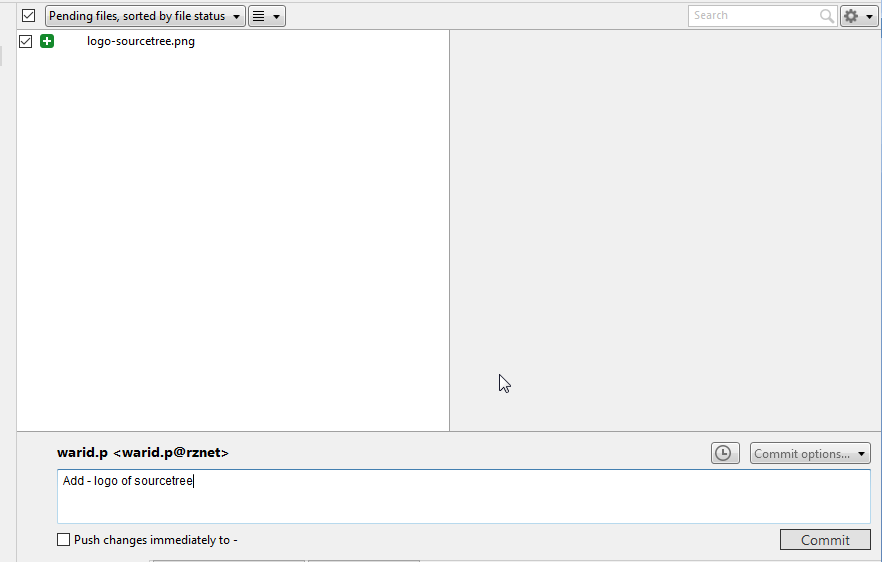 Pending files, sorted by file status
Search
logo-sourcetree.png
warid.p <warid.p@rznet>
Commit options...
Add - logo of sourcetree
Push changes immediately to -
Commit